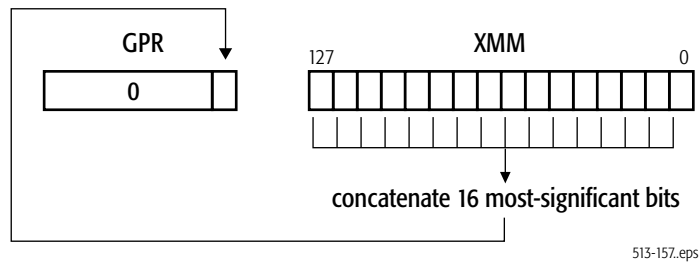 GPR
XMM
127
0
0
concatenate 16 most-significant bits
513-157..eps